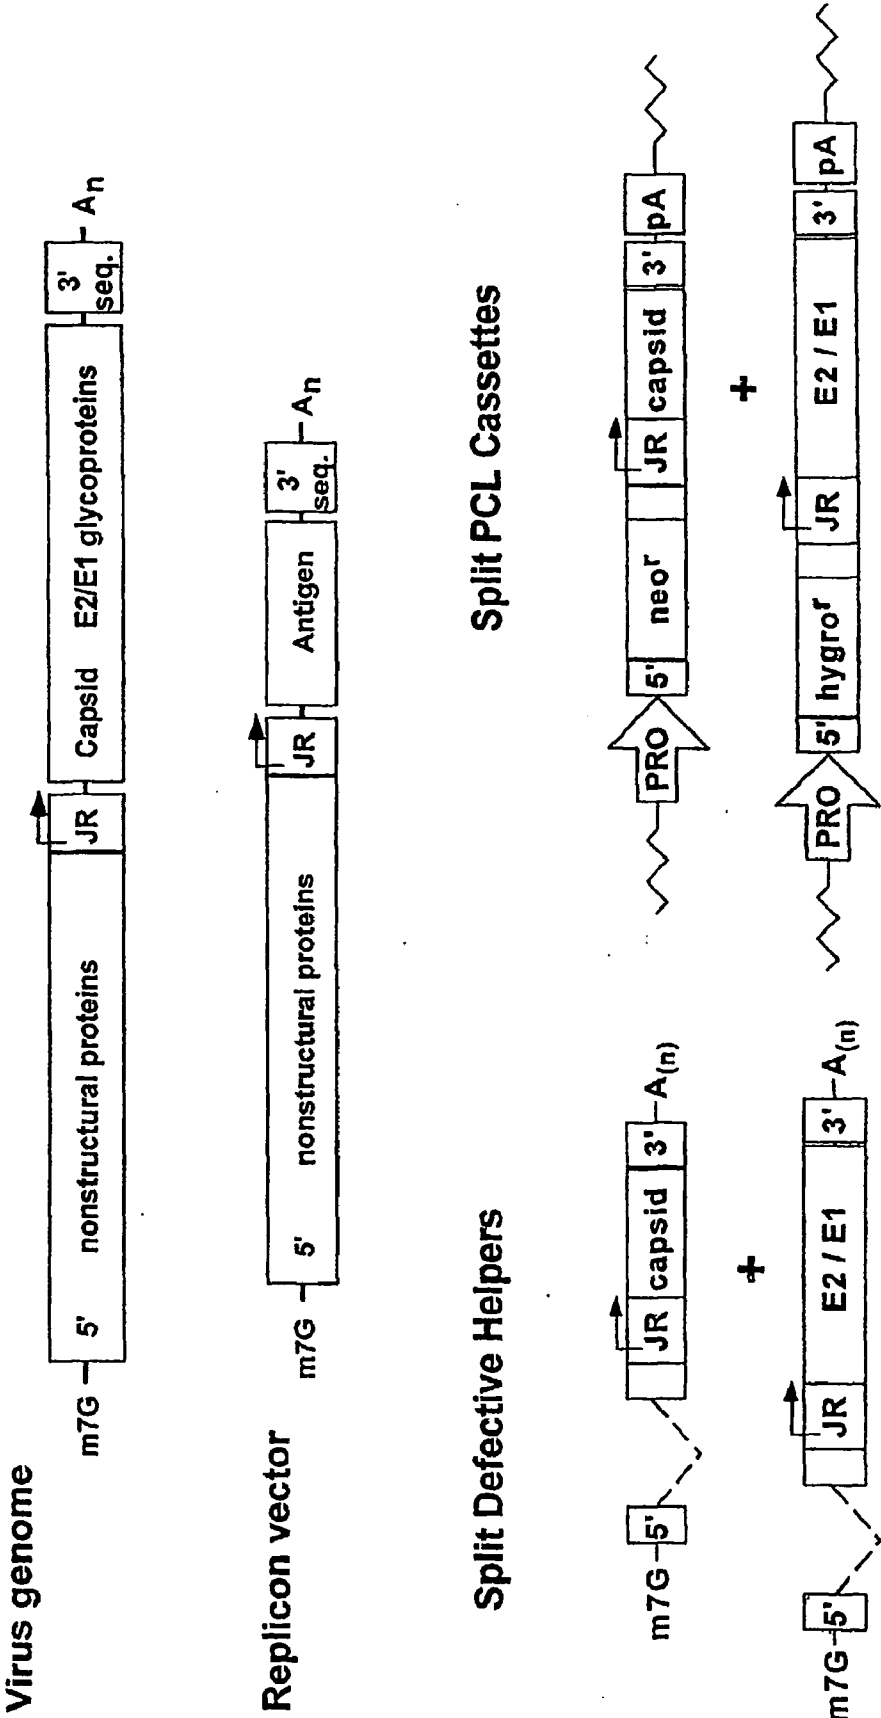 Virus genome
m7G 5' nonstructural proteins JR Capsid E2/E1 glycoproteins 3' seq. An
Replicon vector
m7G 5' nonstructural proteins JR Antigen 3' seq. An
Split Defective Helpers
m7G 5' JR capsid 3' A(n)
+
m7G 5' JR E2 / E1 3' A(n)
Split PCL Cassettes
PRO 5' neor JR capsid 3' pA
+
PRO 5' hygror JR E2 / E1 3' pA